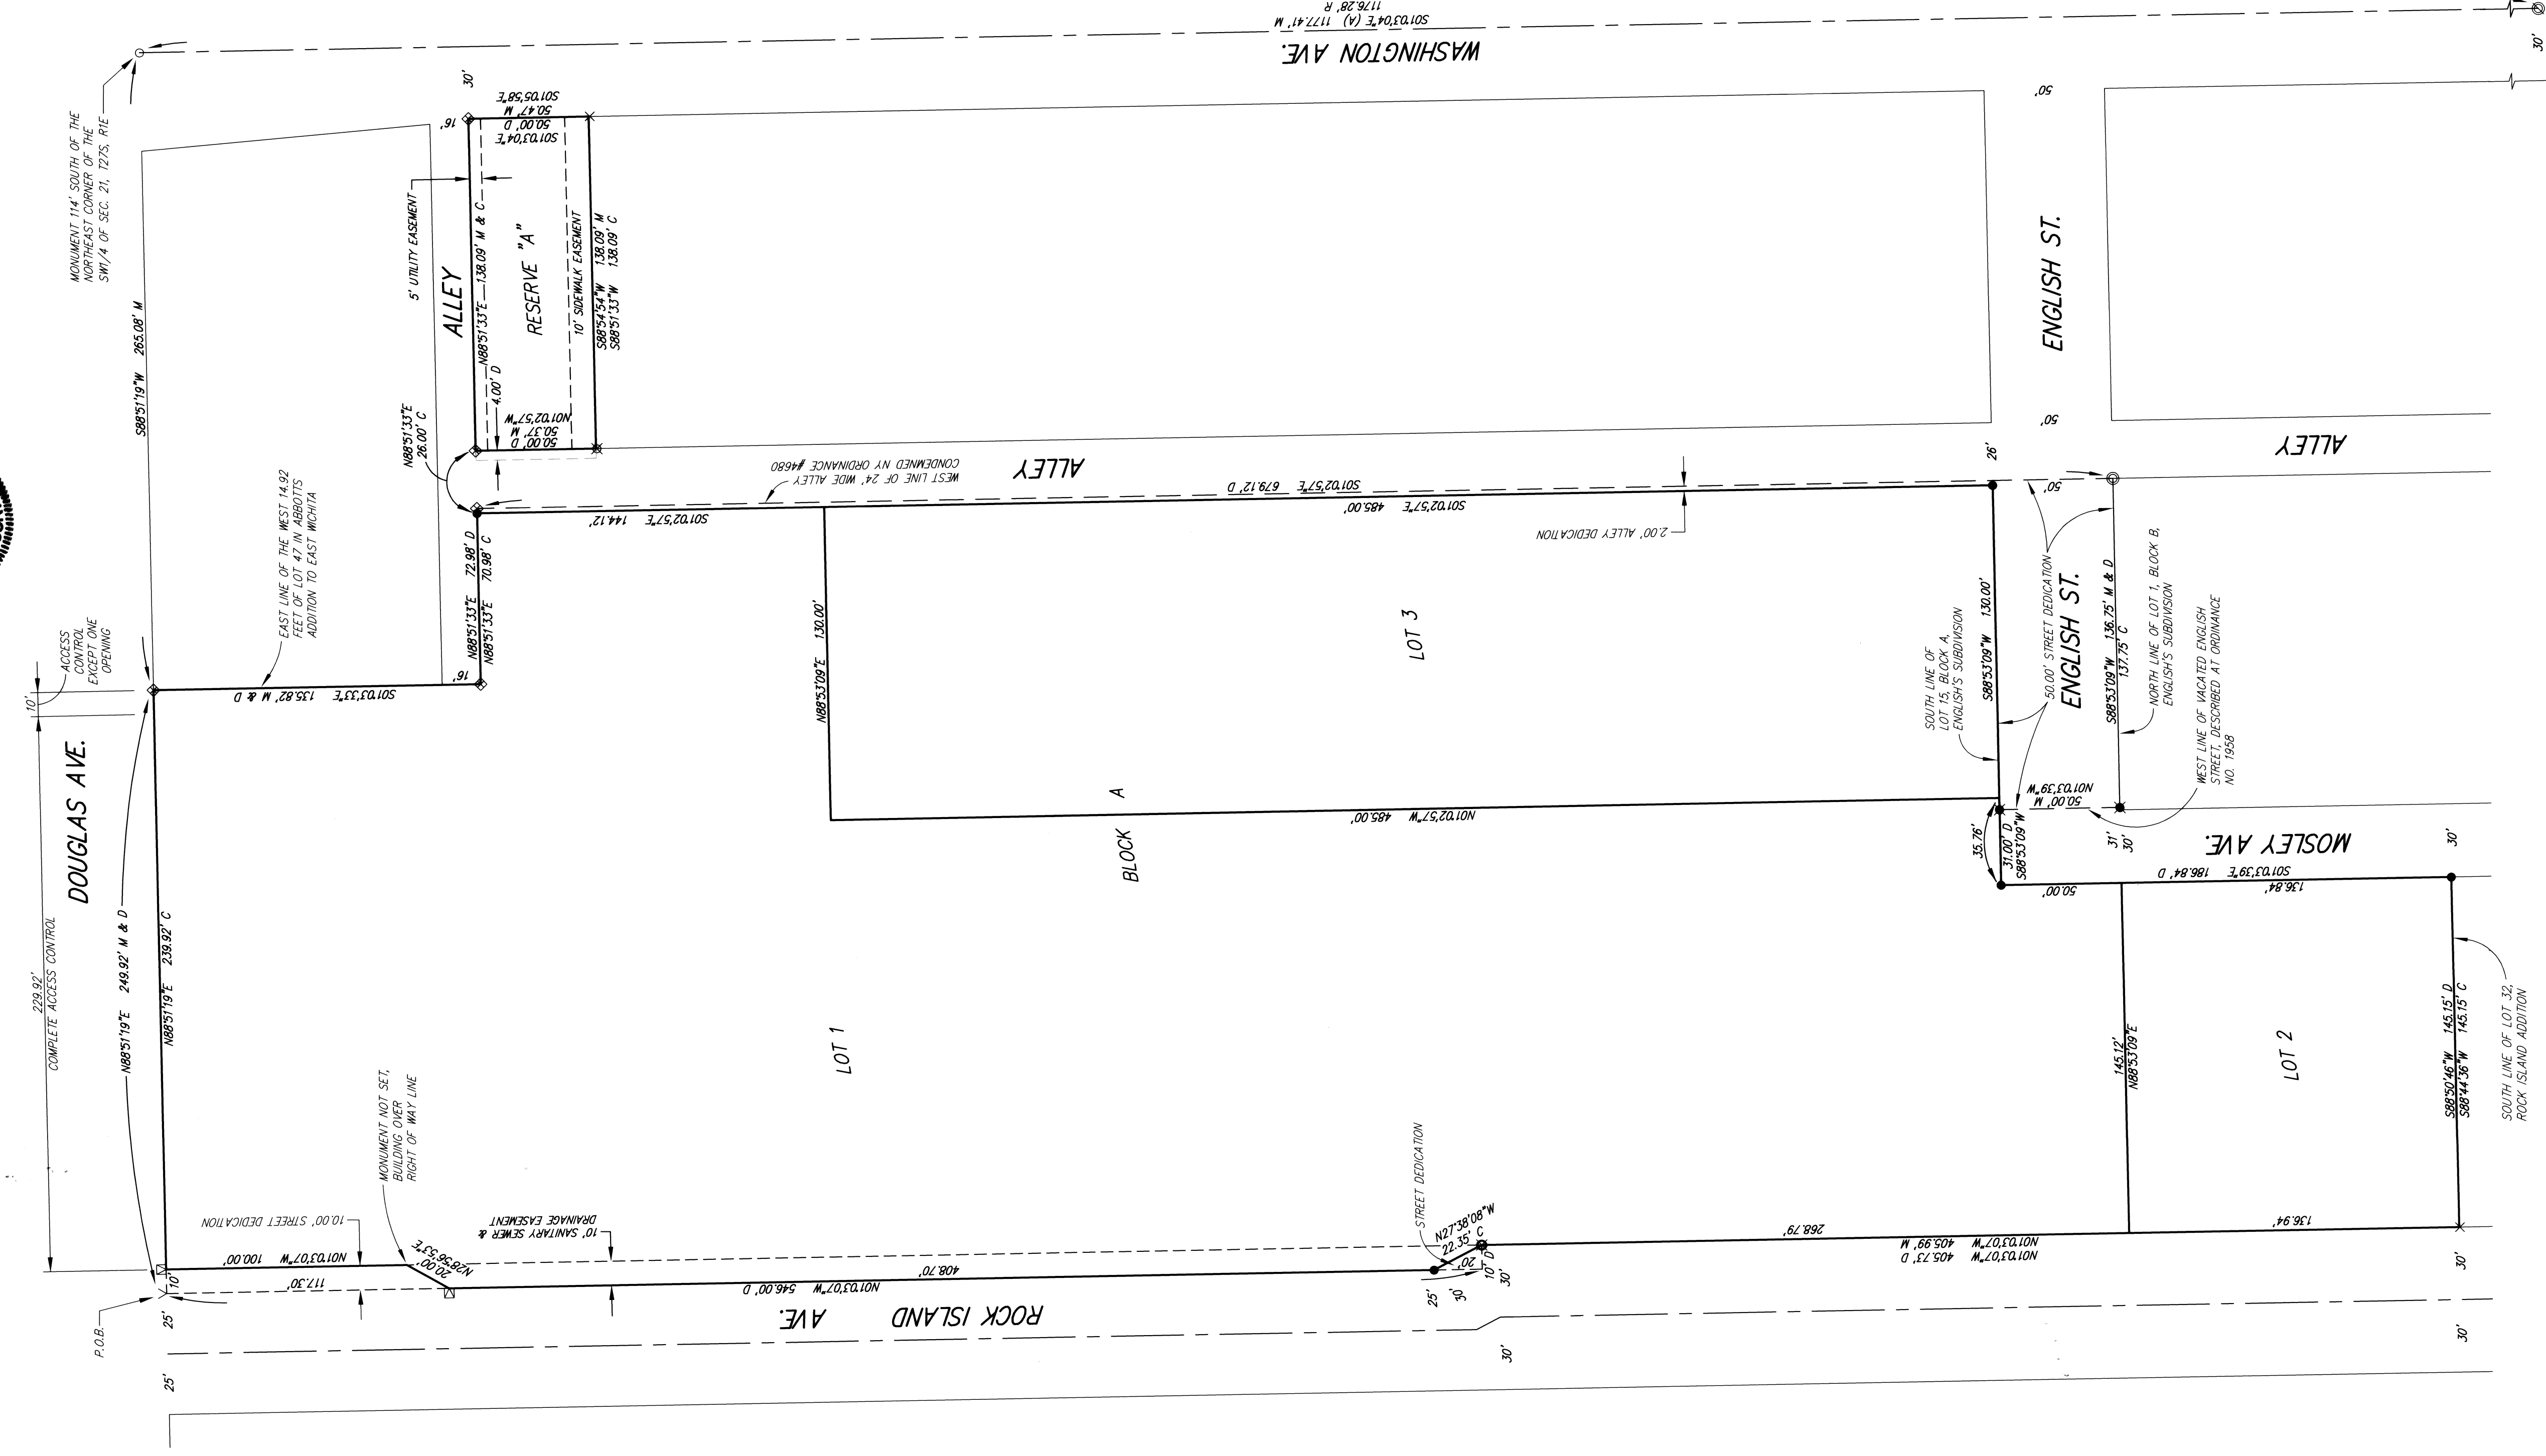 1176.28' R
S01°03'04"E (A) 1177.41' M
WASHINGTON AVE.
30'
MONUMENT 114' SOUTH OF THE
NORTHEAST CORNER OF THE
SW1/4 OF SEC. 21, T27S, R1E
30'
16'
S01°05'58"E
50.47' M
50.00' D
S01°03'04"E
5' UTILITY EASEMENT
ALLEY
N88°51'33"E 138.09' M & C
RESERVE "A"
10' SIDEWALK EASEMENT
S88°54'54"W 138.09' M
S88°51'33"W 138.09' C
4.00' D
N01°02'57"W
50.37' M
50.00' D
N88°51'33"E
26.00' C
S88°51'19"W 265.08' M
50'
ENGLISH ST.
50'
ALLEY
WEST LINE OF 24' WIDE ALLEY
CONDEMNED NY ORDINANCE #4680
ALLEY
S01°02'57"E 679.12' D
S01°02'57"E 144.12'
S01°02'57"E 485.00'
2.00' ALLEY DEDICATION
26'
50'
EAST LINE OF THE WEST 14.92
FEET OF LOT 47 IN ABBOTTS
ADDITION TO EAST WICHITA
N88°51'33"E 72.98' D
N88°51'33"E 70.98' C
16'
S01°03'33"E 135.82' M & D
ACCESS
CONTROL
EXCEPT ONE
OPENING
10'
DOUGLAS AVE.
229.92'
COMPLETE ACCESS CONTROL
N88°51'19"E 249.92' M & D
N88°51'19"E 239.92' C
N88°53'09"E 130.00'
LOT 3
S88°53'09"W 130.00'
SOUTH LINE OF
LOT 15, BLOCK A,
ENGLISH'S SUBDIVISION
50.00' STREET DEDICATION
ENGLISH ST.
S88°53'09"W 136.75' M & D
137.75' C
NORTH LINE OF LOT 1, BLOCK B,
ENGLISH'S SUBDIVISION
WEST LINE OF VACATED ENGLISH
STREET, DESCRIBED AT ORDINANCE
NO. 1958
N01°03'39"W
50.00' M
N01°02'57"W 485.00'
BLOCK A
35.76'
31.00' D
S88°53'09"W
31'
30'
MOSLEY AVE.
30'
S01°03'39"E 186.84' D
50.00'
136.84'
LOT 1
145.12'
N88°53'09"E
LOT 2
S88°50'46"W 145.15' D
S88°44'36"W 145.15' C
SOUTH LINE OF LOT 32,
ROCK ISLAND ADDITION
MONUMENT NOT SET,
BUILDING OVER
RIGHT OF WAY LINE
10.00' STREET DEDICATION
N01°03'07"W 100.00'
117.30'
10'
N28°56'53"E
20.00'
10' SANITARY SEWER &
DRAINAGE EASEMENT
408.70'
N01°03'07"W 546.00' D
STREET DEDICATION
N27°38'08"W
22.35' C
20'
10' D
30'
25'
30'
268.79'
136.94'
N01°03'07"W 405.99' M
N01°03'07"W 405.73' D
30'
P.O.B.
25'
ROCK ISLAND AVE.
30'
30'
25'